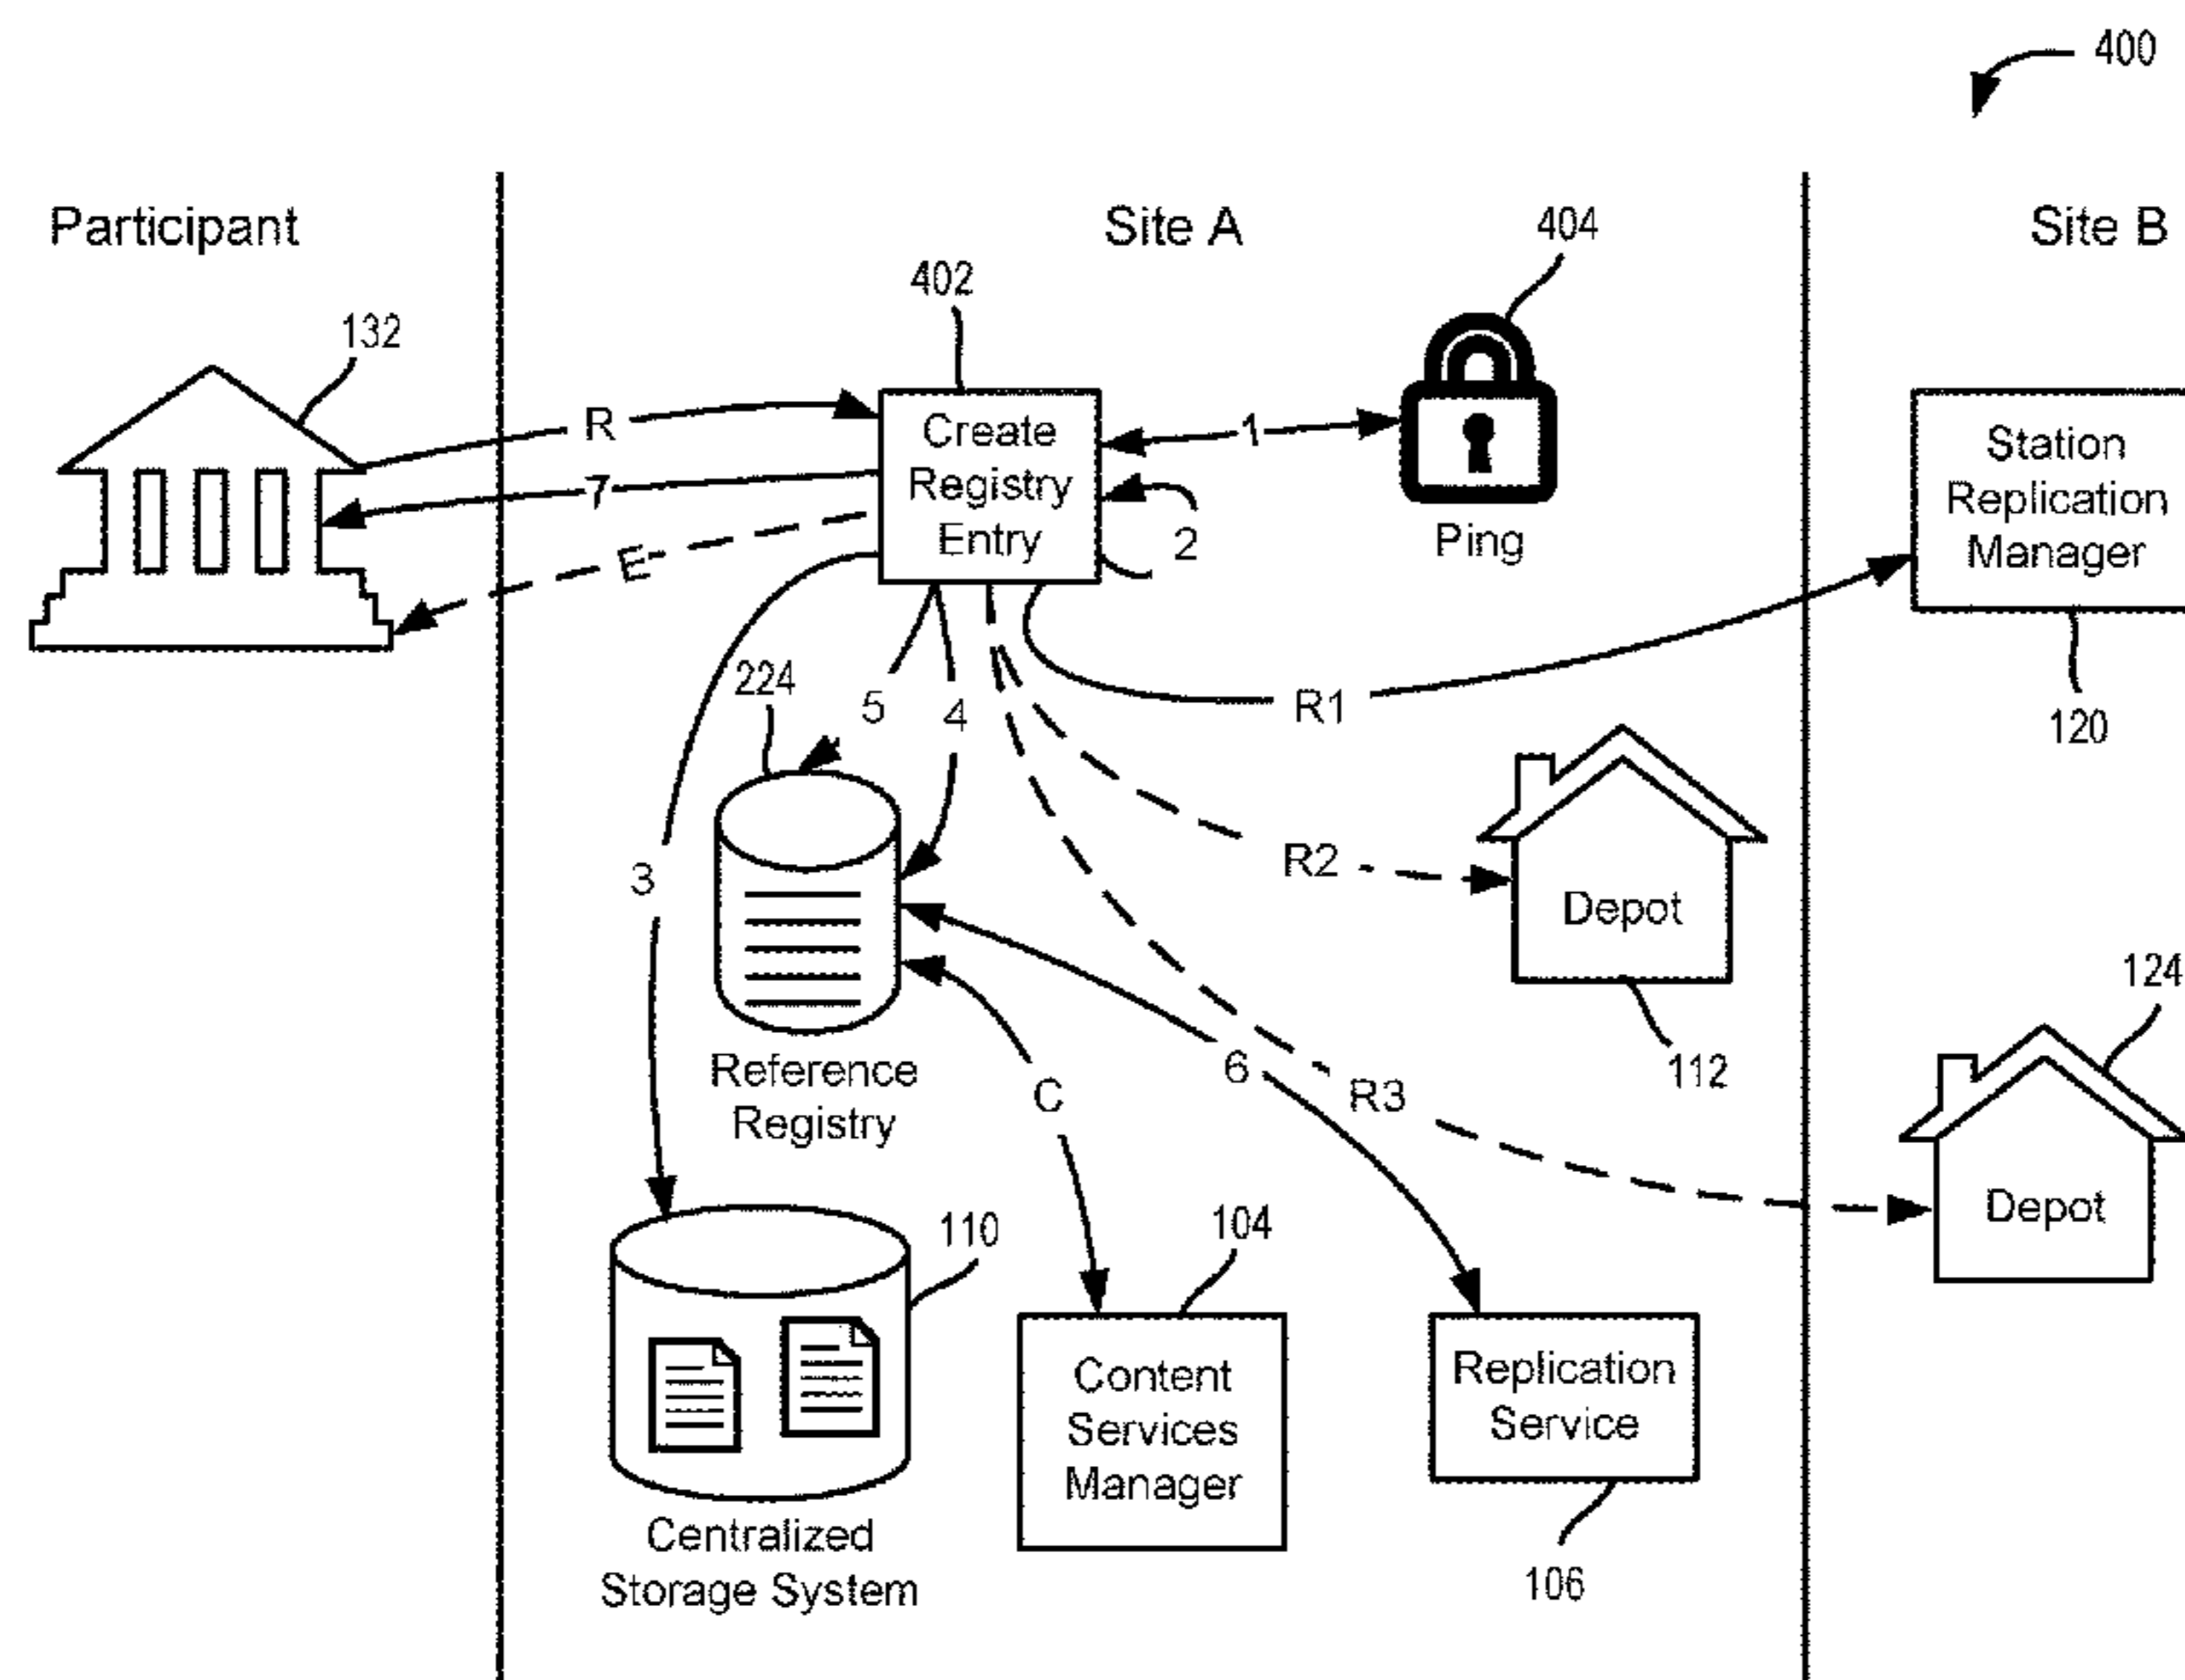 400
Participant
Site A
Site B
404
402
132
R
Create
Registry
Entry
1
7
2
E
Ping
Station
Replication
Manager
224
5
4
R1
120
3
R2
Depot
112
124
Reference
Registry
6
C
R3
Depot
110
104
Content
Services
Manager
Replication
Service
Centralized
Storage System
106